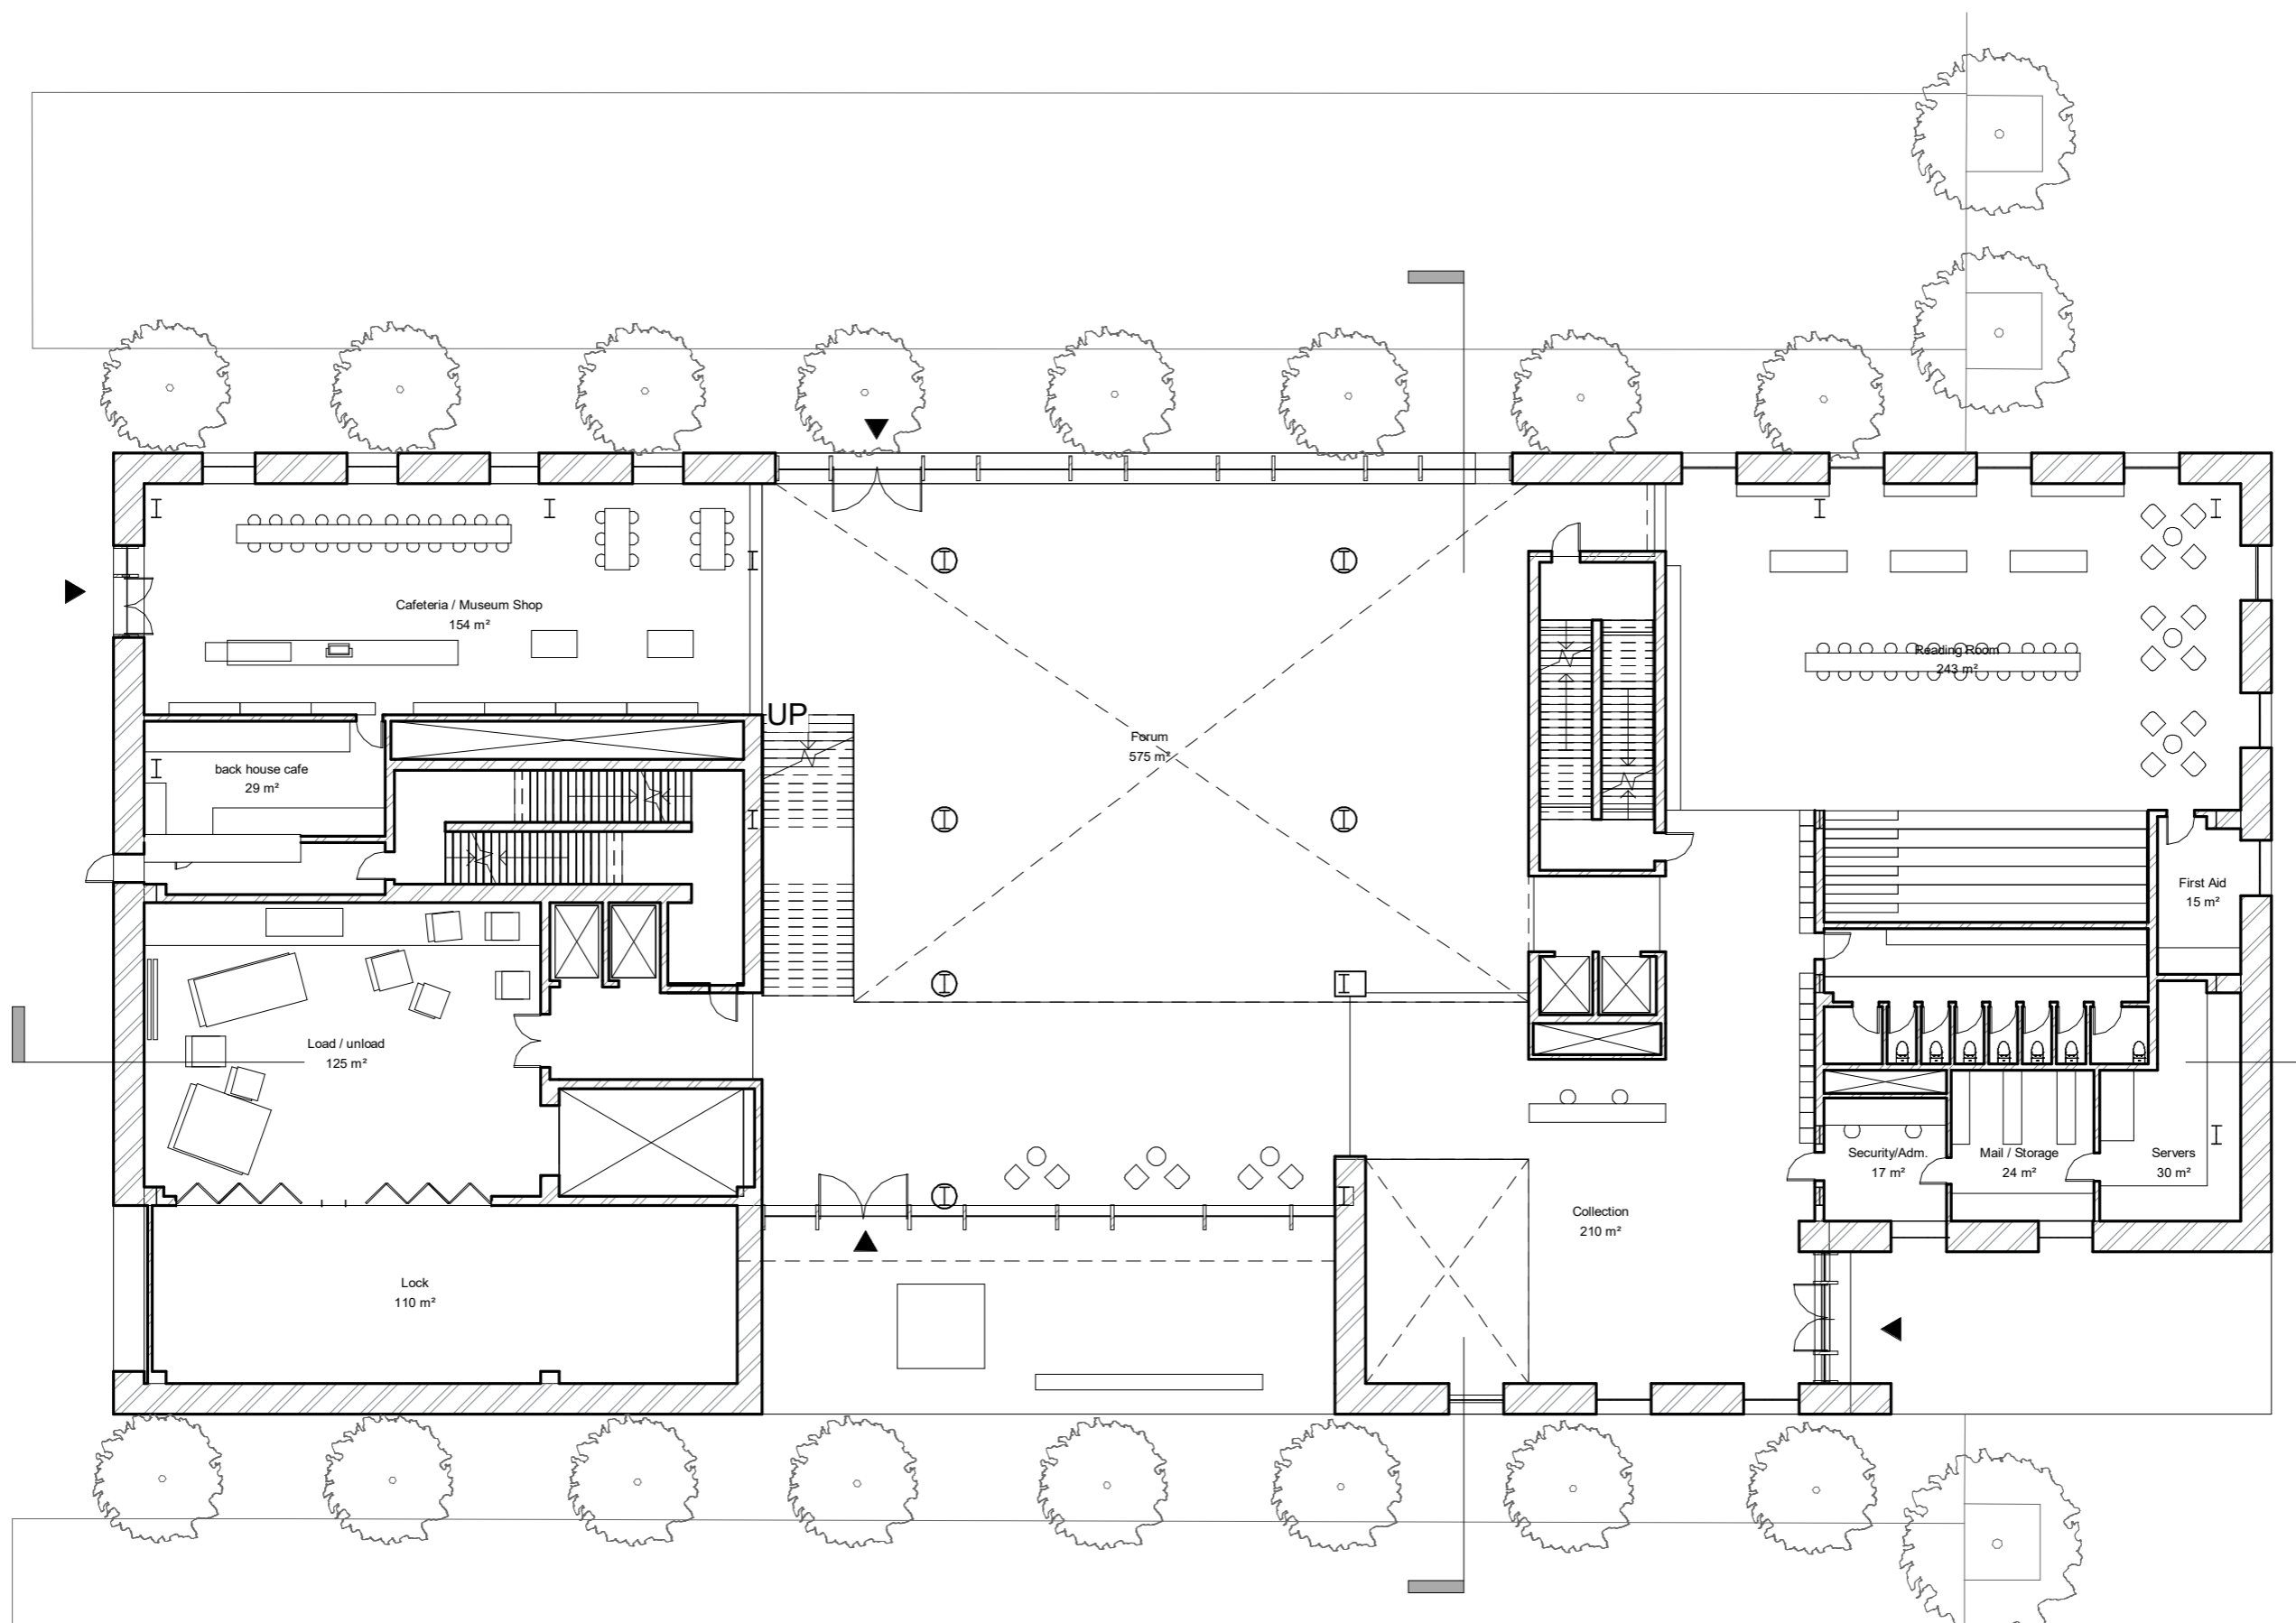 Cafeteria / Museum Shop
154 m²
Reading Room
243 m²
UP
Forum
575 m²
back house cafe
29 m²
First Aid
15 m²
Load / unload
125 m²
Security/Adm.
17 m²
Mail / Storage
24 m²
Servers
30 m²
Collection
210 m²
Lock
110 m²